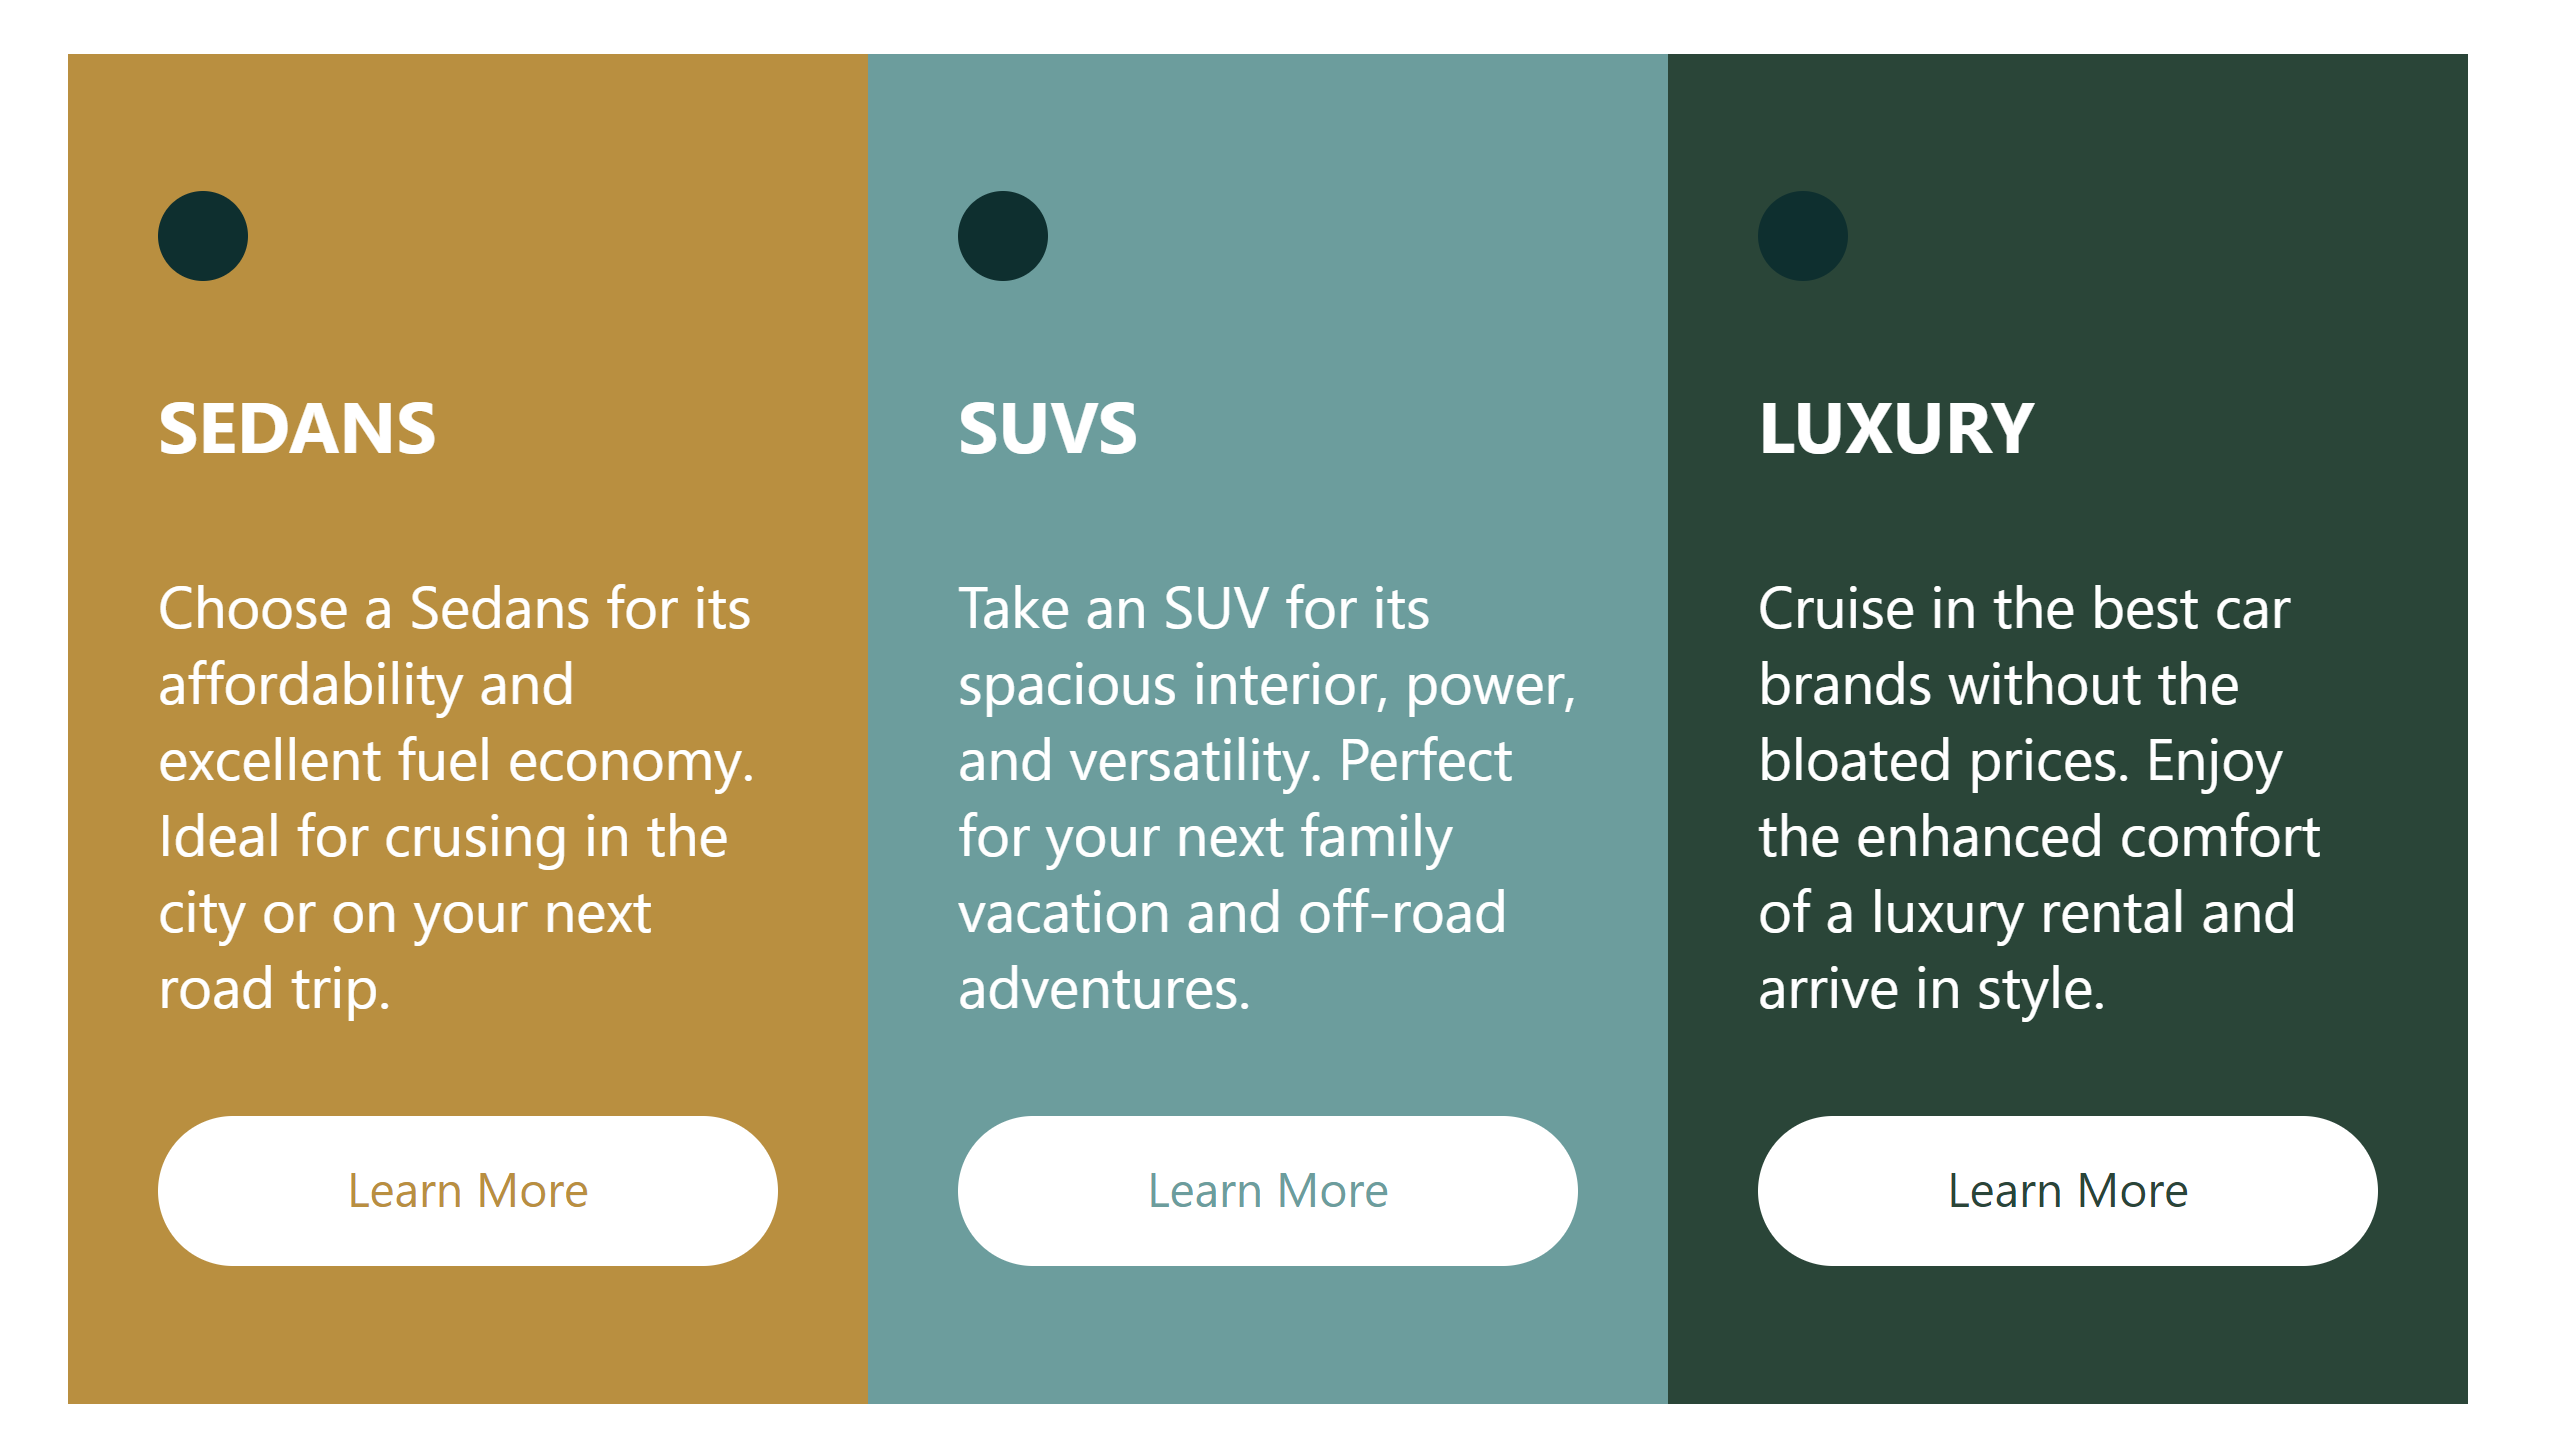 SEDANS
Choose a Sedans for its
affordability and
excellent fuel economy.
Ideal for crusing in the
city or on your next
road trip.
Learn More
SUVS
Take an SUV for its
spacious interior, power,
and versatility. Perfect
for your next family
vacation and off-road
adventures.
Learn More
LUXURY
Cruise in the best car
brands without the
bloated prices. Enjoy
the enhanced comfort
of a luxury rental and
arrive in style.
Learn More